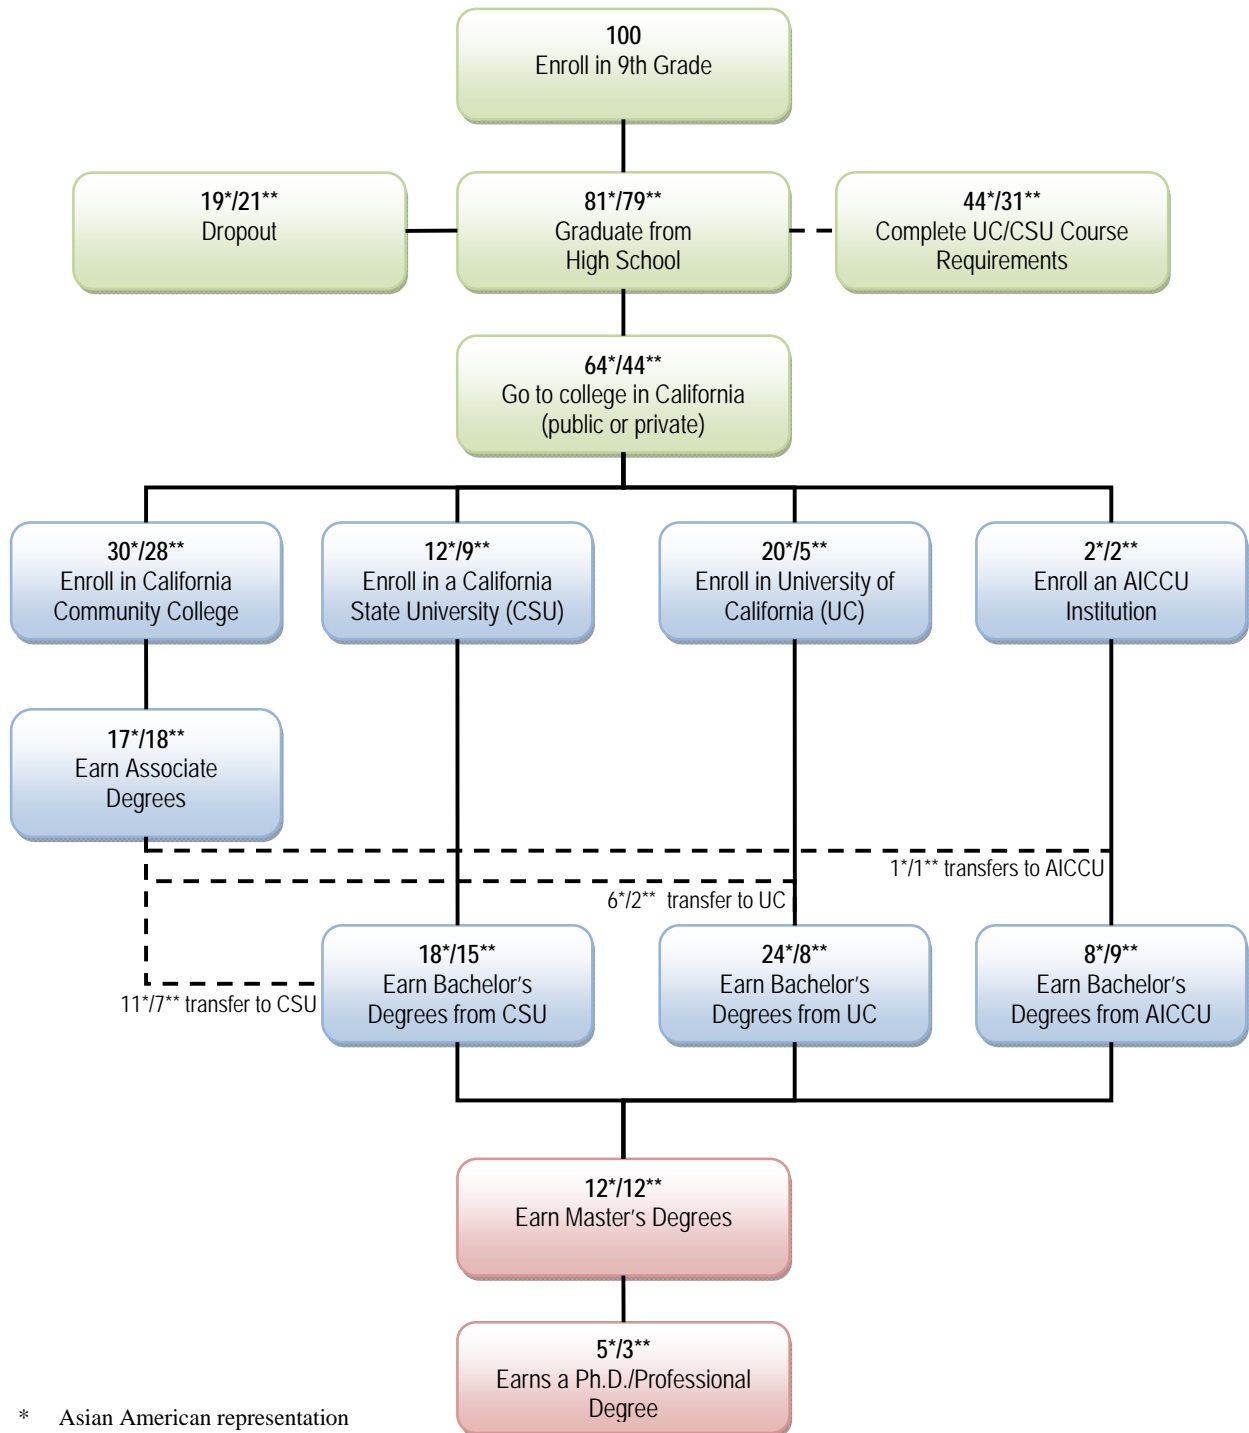 100
Enroll in 9th Grade
19*/21**
Dropout
81*/79**
Graduate from
High School
44*/31**
Complete UC/CSU Course
Requirements
64*/44**
Go to college in California
(public or private)
30*/28**
Enroll in California
Community College
12*/9**
Enroll in a California
State University (CSU)
20*/5**
Enroll in University of
California (UC)
2*/2**
Enroll an AICCU
Institution
17*/18**
Earn Associate
Degrees
1*/1** transfers to AICCU
6*/2** transfer to UC
11*/7** transfer to CSU
18*/15**
Earn Bachelor's
Degrees from CSU
24*/8**
Earn Bachelor's
Degrees from UC
8*/9**
Earn Bachelor's
Degrees from AICCU
12*/12**
Earn Master's Degrees
5*/3**
Earns a Ph.D./Professional
Degree
* Asian American representation